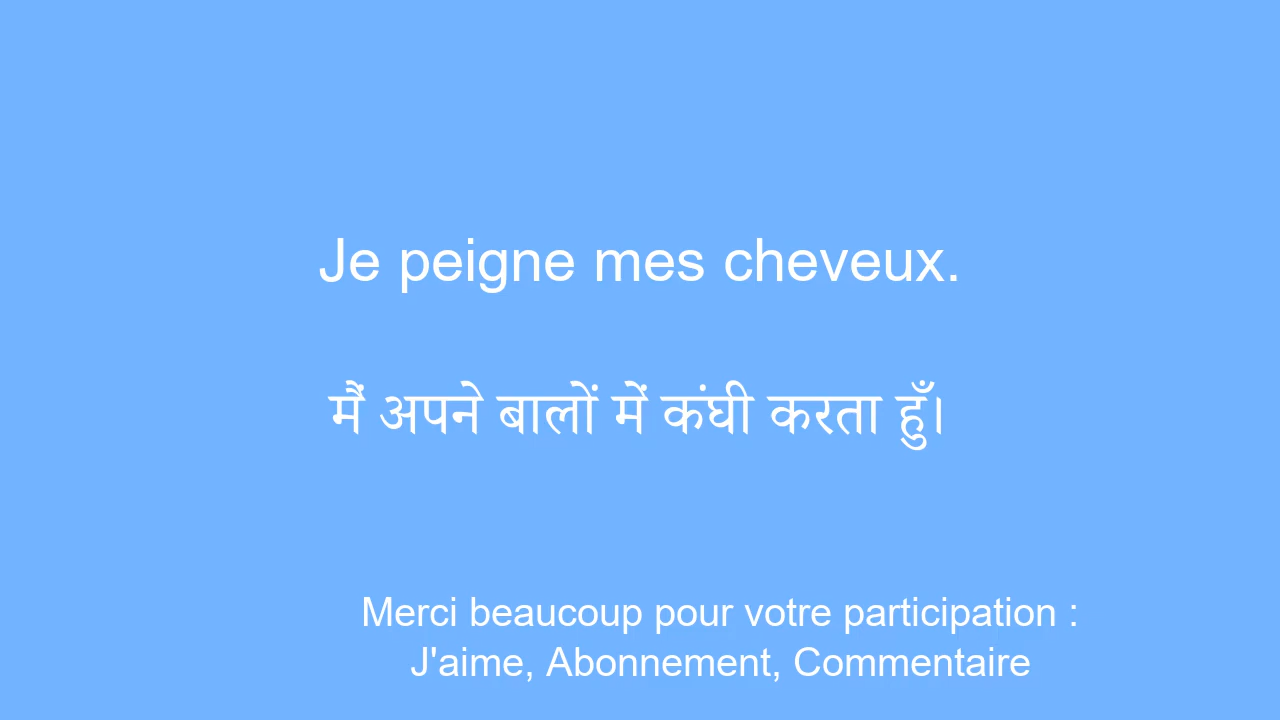 Je peigne mes cheveux.
मैं अपने बालों में कंघी करता हुँ।
Merci beaucoup pour votre participation :
J'aime, Abonnement, Commentaire